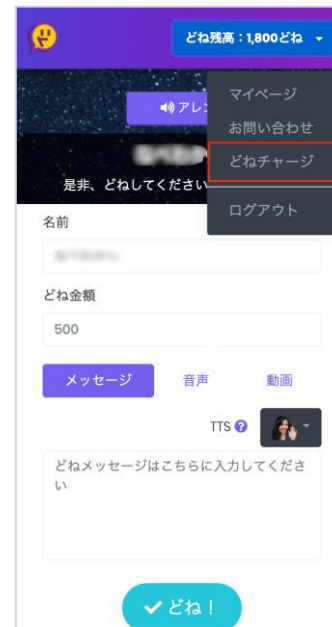 どね残高：1,800どね
マイページ
アレン
お問い合わせ
どねチャージ
是非、どねしてください
ログアウト
名前
どね金額
500
メッセージ
音声
動画
TTS
どねメッセージはこちらに入力してくださ
い
どね！